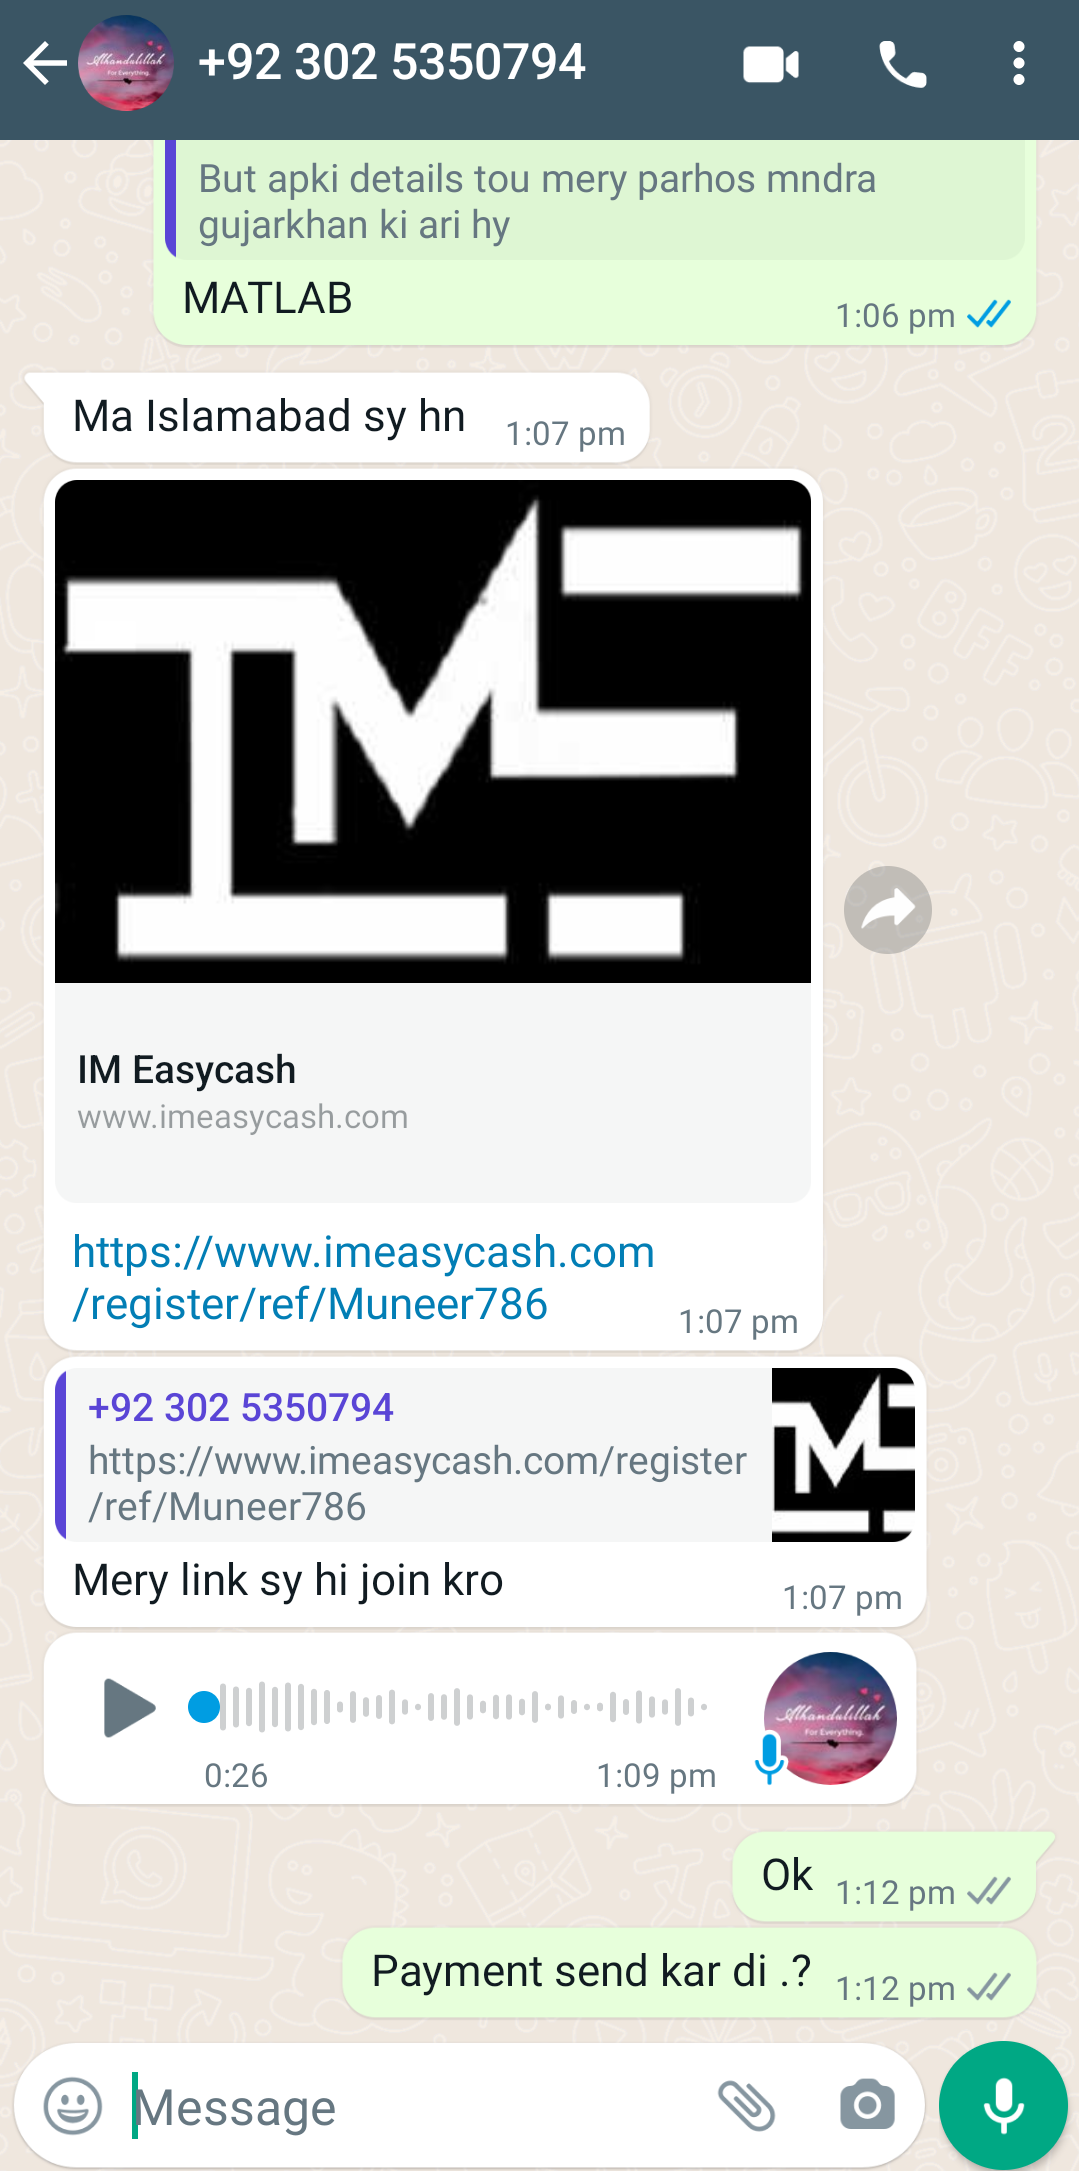 +92 302 5350794
But apki details tou mery parhos mndra
gujarkhan ki ari hy
MATLAB
1:06 pm
Ma Islamabad sy hn
1:07 pm
IM Easycash
www.imeasycash.com
https://www.imeasycash.com
/register/ref/Muneer786
1:07 pm
+92 302 5350794
https://www.imeasycash.com/register
/ref/Muneer786
Mery link sy hi join kro
1:07 pm
Alhamdulillah
For Everything.
0:26
1:09 pm
Ok
1:12 pm
Payment send kar di .?
1:12 pm
Message